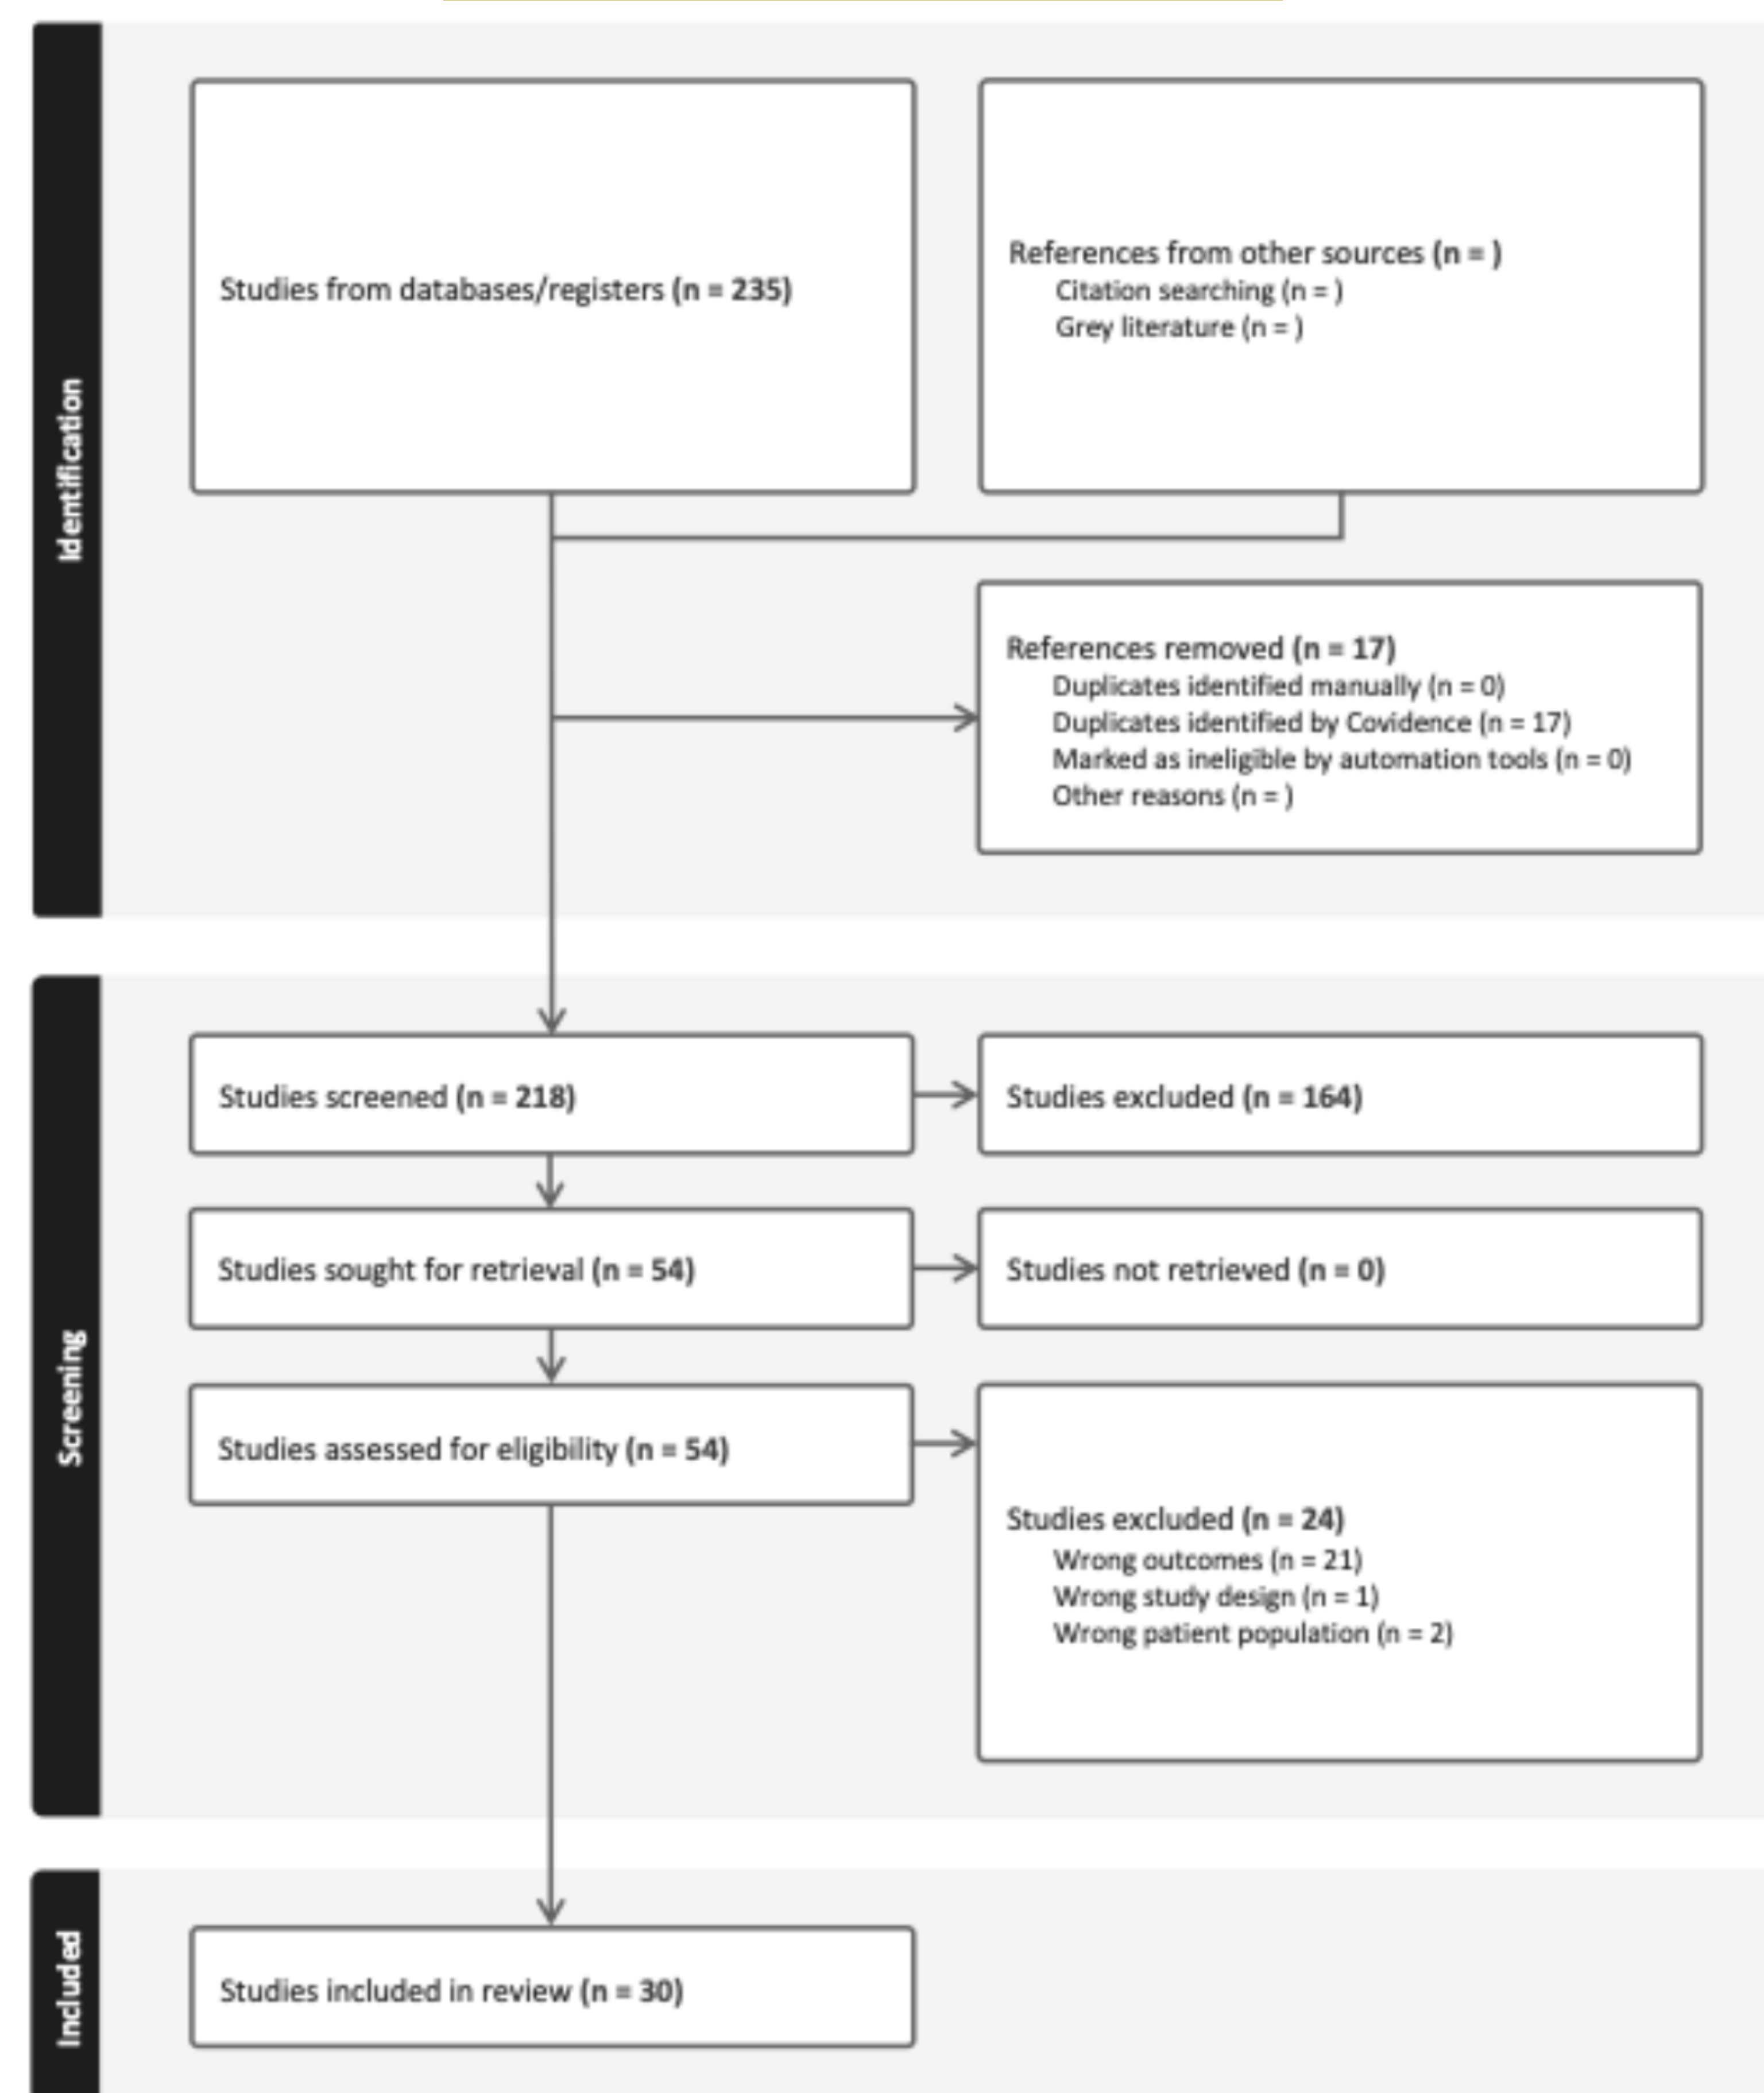 Identification
Studies from databases/registers (n = 235)
References from other sources (n = )
Citation searching (n = )
Grey literature (n = )
References removed (n = 17)
Duplicates identified manually (n = 0)
Duplicates identified by Covidence (n = 17)
Marked as ineligible by automation tools (n = 0)
Other reasons (n = )
Screening
Studies screened (n = 218)
Studies excluded (n = 164)
Studies sought for retrieval (n = 54)
Studies not retrieved (n = 0)
Studies assessed for eligibility (n = 54)
Studies excluded (n = 24)
Wrong outcomes (n = 21)
Wrong study design (n = 1)
Wrong patient population (n = 2)
Included
Studies included in review (n = 30)